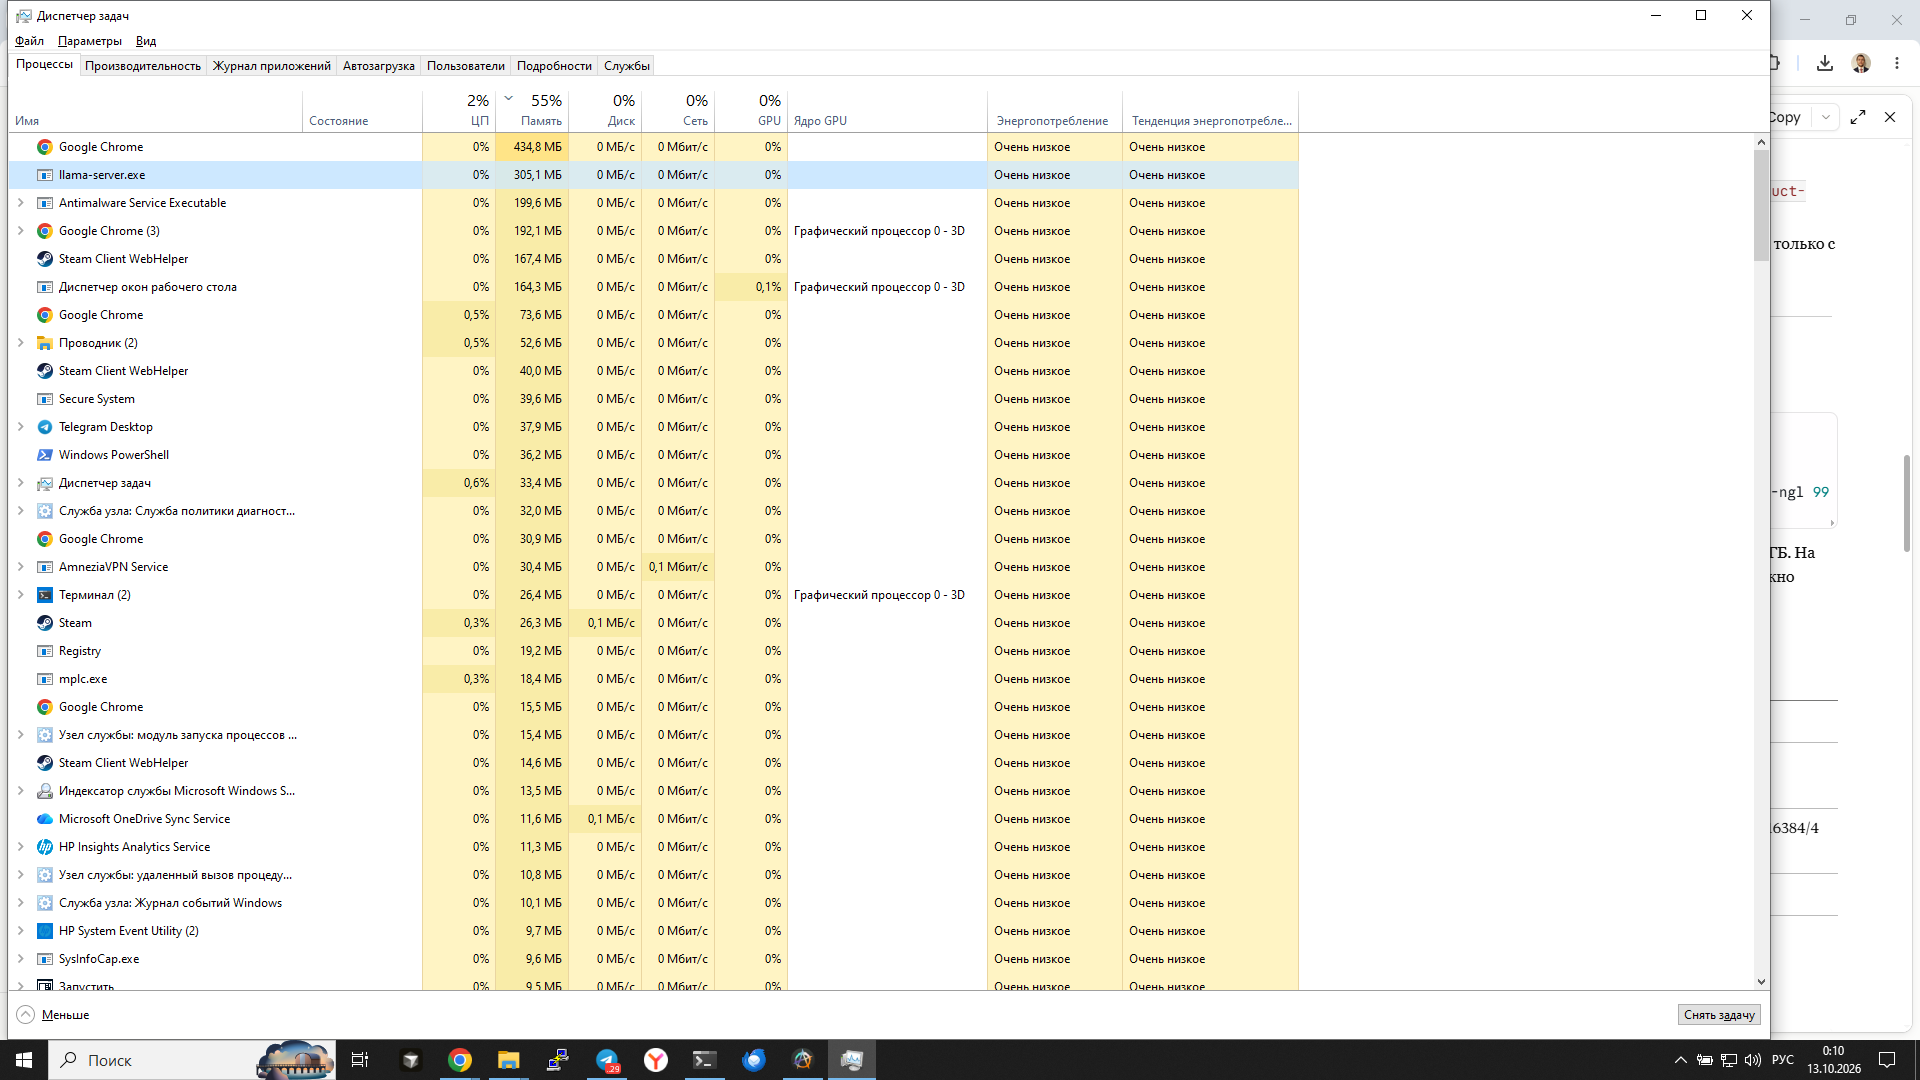 Диспетчер задач
Файл Параметры Вид
Процессы Производительность Журнал приложений Автозагрузка Пользователи Подробности Службы
2% 55% 0% 0% 0%
Имя Состояние ЦП Память Диск Сеть GPU Ядро GPU Энергопотребление Тенденция энергопотребле...
Google Chrome 0% 434,8 МБ 0 МБ/с 0 Мбит/с 0% Очень низкое Очень низкое
llama-server.exe 0% 305,1 МБ 0 МБ/с 0 Мбит/с 0% Очень низкое Очень низкое
Antimalware Service Executable 0% 199,6 МБ 0 МБ/с 0 Мбит/с 0% Очень низкое Очень низкое
Google Chrome (3) 0% 192,1 МБ 0 МБ/с 0 Мбит/с 0% Графический процессор 0 - 3D Очень низкое Очень низкое
Steam Client WebHelper 0% 167,4 МБ 0 МБ/с 0 Мбит/с 0% Очень низкое Очень низкое
Диспетчер окон рабочего стола 0% 164,3 МБ 0 МБ/с 0 Мбит/с 0,1% Графический процессор 0 - 3D Очень низкое Очень низкое
Google Chrome 0,5% 73,6 МБ 0 МБ/с 0 Мбит/с 0% Очень низкое Очень низкое
Проводник (2) 0,5% 52,6 МБ 0 МБ/с 0 Мбит/с 0% Очень низкое Очень низкое
Steam Client WebHelper 0% 40,0 МБ 0 МБ/с 0 Мбит/с 0% Очень низкое Очень низкое
Secure System 0% 39,6 МБ 0 МБ/с 0 Мбит/с 0% Очень низкое Очень низкое
Telegram Desktop 0% 37,9 МБ 0 МБ/с 0 Мбит/с 0% Очень низкое Очень низкое
Windows PowerShell 0% 36,2 МБ 0 МБ/с 0 Мбит/с 0% Очень низкое Очень низкое
Диспетчер задач 0,6% 33,4 МБ 0 МБ/с 0 Мбит/с 0% Очень низкое Очень низкое
Служба узла: Служба политики диагност... 0% 32,0 МБ 0 МБ/с 0 Мбит/с 0% Очень низкое Очень низкое
Google Chrome 0% 30,9 МБ 0 МБ/с 0 Мбит/с 0% Очень низкое Очень низкое
AmneziaVPN Service 0% 30,4 МБ 0 МБ/с 0,1 Мбит/с 0% Очень низкое Очень низкое
Терминал (2) 0% 26,4 МБ 0 МБ/с 0 Мбит/с 0% Графический процессор 0 - 3D Очень низкое Очень низкое
Steam 0,3% 26,3 МБ 0,1 МБ/с 0 Мбит/с 0% Очень низкое Очень низкое
Registry 0% 19,2 МБ 0 МБ/с 0 Мбит/с 0% Очень низкое Очень низкое
mplc.exe 0,3% 18,4 МБ 0 МБ/с 0 Мбит/с 0% Очень низкое Очень низкое
Google Chrome 0% 15,5 МБ 0 МБ/с 0 Мбит/с 0% Очень низкое Очень низкое
Узел службы: модуль запуска процессов ... 0% 15,4 МБ 0 МБ/с 0 Мбит/с 0% Очень низкое Очень низкое
Steam Client WebHelper 0% 14,6 МБ 0 МБ/с 0 Мбит/с 0% Очень низкое Очень низкое
Индексатор службы Microsoft Windows S... 0% 13,5 МБ 0 МБ/с 0 Мбит/с 0% Очень низкое Очень низкое
Microsoft OneDrive Sync Service 0% 11,6 МБ 0,1 МБ/с 0 Мбит/с 0% Очень низкое Очень низкое
HP Insights Analytics Service 0% 11,3 МБ 0 МБ/с 0 Мбит/с 0% Очень низкое Очень низкое
Узел службы: удаленный вызов процеду... 0% 10,8 МБ 0 МБ/с 0 Мбит/с 0% Очень низкое Очень низкое
Служба узла: Журнал событий Windows 0% 10,1 МБ 0 МБ/с 0 Мбит/с 0% Очень низкое Очень низкое
HP System Event Utility (2) 0% 9,7 МБ 0 МБ/с 0 Мбит/с 0% Очень низкое Очень низкое
SysInfoCap.exe 0% 9,6 МБ 0 МБ/с 0 Мбит/с 0% Очень низкое Очень низкое
Запустить 0% 9,5 МБ 0 МБ/с 0 Мбит/с 0% Очень низкое Очень низкое
Меньше Снять задачу
Copy
uct-
только с
-ngl 99
ГБ. На
жно
16384/4
Поиск
.29
РУС
0:10
13.10.2026